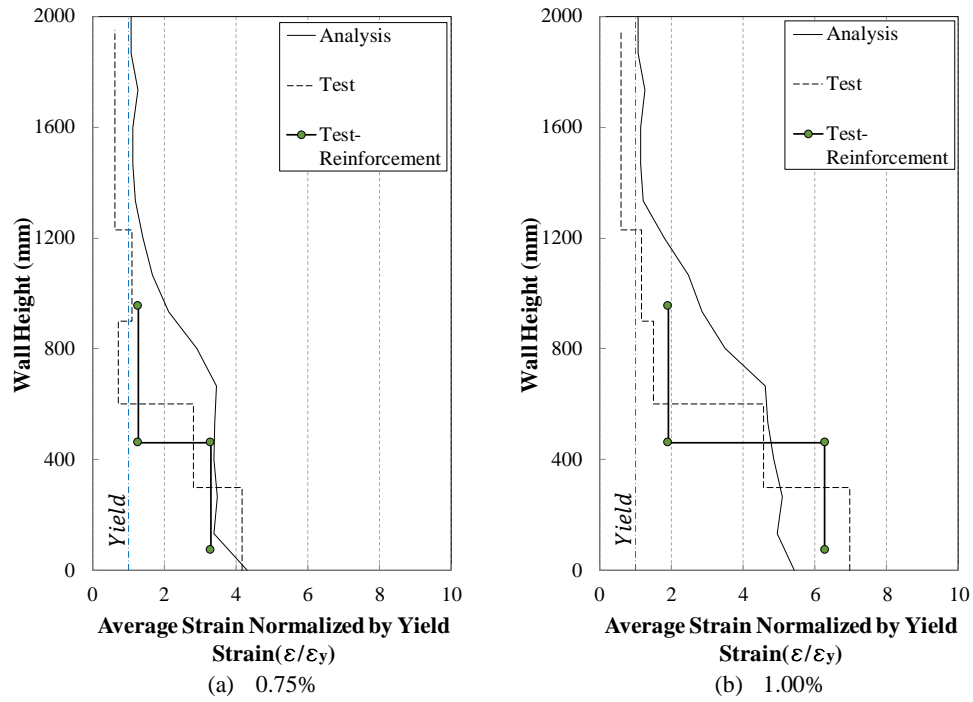 2000
1600
1200
800
400
0
Wall Height (mm)
Yield
Analysis
Test
Test-
Reinforcement
0 2 4 6 8 10
Average Strain Normalized by Yield
Strain(ε/εy)
(a) 0.75%
2000
1600
1200
800
400
0
Wall Height (mm)
Yield
Analysis
Test
Test-
Reinforcement
0 2 4 6 8 10
Average Strain Normalized by Yield
Strain(ε/εy)
(b) 1.00%